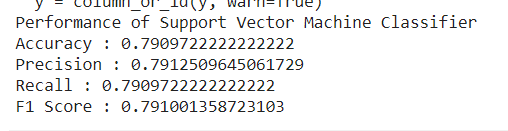 y = column_or_1d(y, warn=True)
Performance of Support Vector Machine Classifier
Accuracy : 0.7909722222222222
Precision : 0.7912509645061729
Recall : 0.7909722222222222
F1 Score : 0.791001358723103